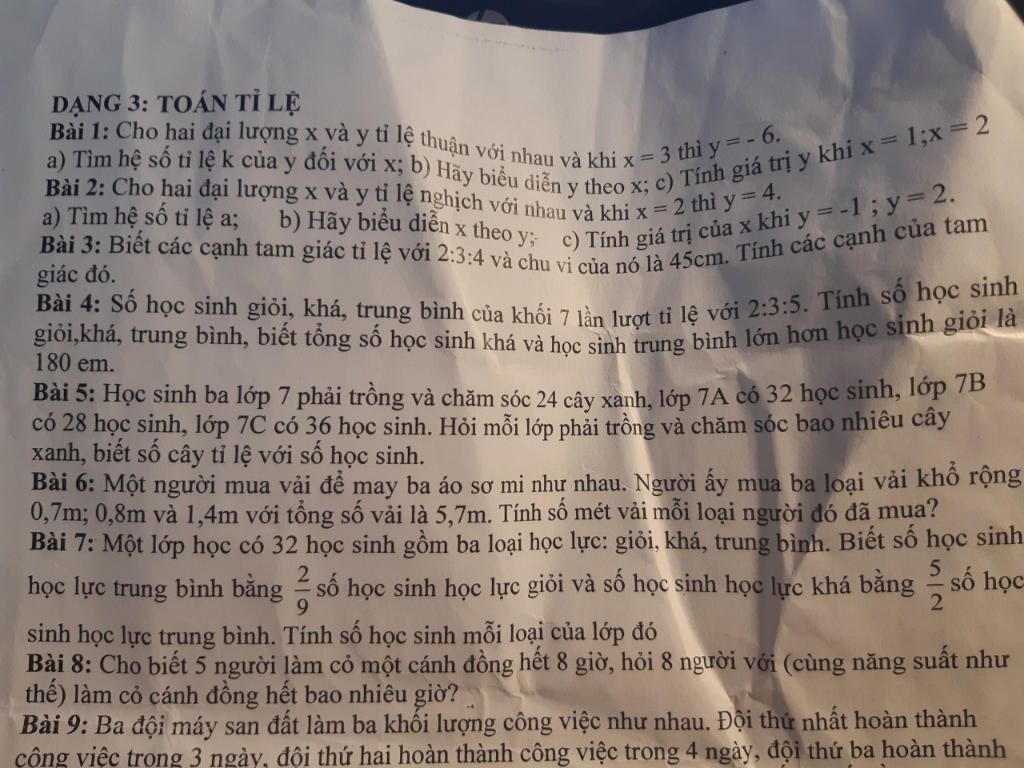 DẠNG 3: TOÁN TỈ LỆ
Bài 1: Cho hai đại lượng x và y tỉ lệ thuận với nhau và khi x = 3 thì y = - 6.
a) Tìm hệ số tỉ lệ k của y đối với x; b) Hãy biểu diễn y theo x; c) Tính giá trị y khi x = 1;x = 2
Bài 2: Cho hai đại lượng x và y tỉ lệ nghịch với nhau và khi x = 2 thì y = 4.
a) Tìm hệ số tỉ lệ a; b) Hãy biểu diễn x theo y; c) Tính giá trị của x khi y = -1 ; y = 2.
Bài 3: Biết các cạnh tam giác tỉ lệ với 2:3:4 và chu vi của nó là 45cm. Tính các cạnh của tam
giác đó.
Bài 4: Số học sinh giỏi, khá, trung bình của khối 7 lần lượt tỉ lệ với 2:3:5. Tính số học sinh
giỏi,khá, trung bình, biết tổng số học sinh khá và học sinh trung bình lớn hơn học sinh giỏi là
180 em.
Bài 5: Học sinh ba lớp 7 phải trồng và chăm sóc 24 cây xanh, lớp 7A có 32 học sinh, lớp 7B
có 28 học sinh, lớp 7C có 36 học sinh. Hỏi mỗi lớp phải trồng và chăm sóc bao nhiêu cây
xanh, biết số cây tỉ lệ với số học sinh.
Bài 6: Một người mua vải để may ba áo sơ mi như nhau. Người ấy mua ba loại vải khổ rộng
0,7m; 0,8m và 1,4m với tổng số vải là 5,7m. Tính số mét vải mỗi loại người đó đã mua?
Bài 7: Một lớp học có 32 học sinh gồm ba loại học lực: giỏi, khá, trung bình. Biết số học sinh
học lực trung bình bằng 2/9 số học sinh học lực giỏi và số học sinh học lực khá bằng 5/2 số học
sinh học lực trung bình. Tính số học sinh mỗi loại của lớp đó
Bài 8: Cho biết 5 người làm cỏ một cánh đồng hết 8 giờ, hỏi 8 người với (cùng năng suất như
thế) làm cỏ cánh đồng hết bao nhiêu giờ?
Bài 9: Ba đội máy san đất làm ba khối lượng công việc như nhau. Đội thứ nhất hoàn thành
công việc trong 3 ngày, đội thứ hai hoàn thành công việc trong 4 ngày, đội thứ ba hoàn thành